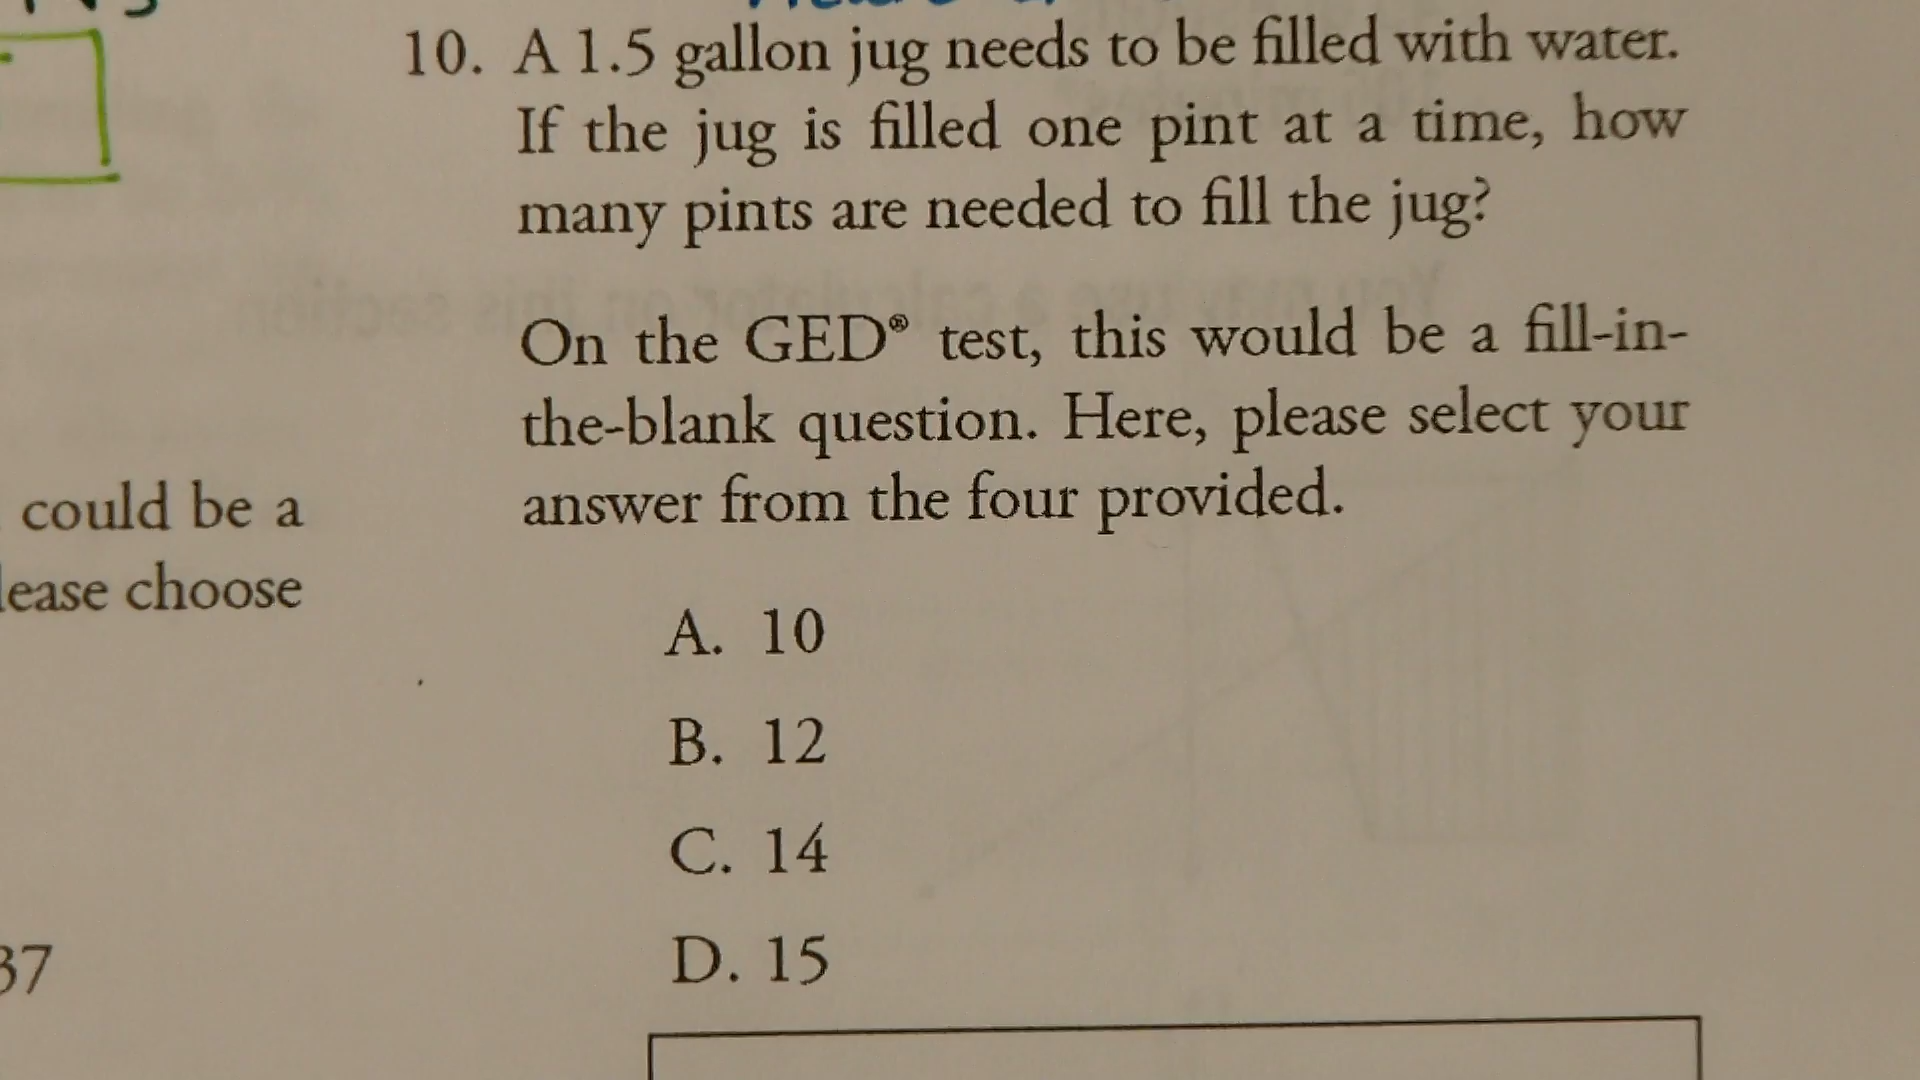 10. A 1.5 gallon jug needs to be filled with water.
If the jug is filled one pint at a time, how
many pints are needed to fill the jug?
On the GED® test, this would be a fill-in-
the-blank question. Here, please select your
answer from the four provided.
A. 10
B. 12
C. 14
D. 15
could be a
lease choose
37